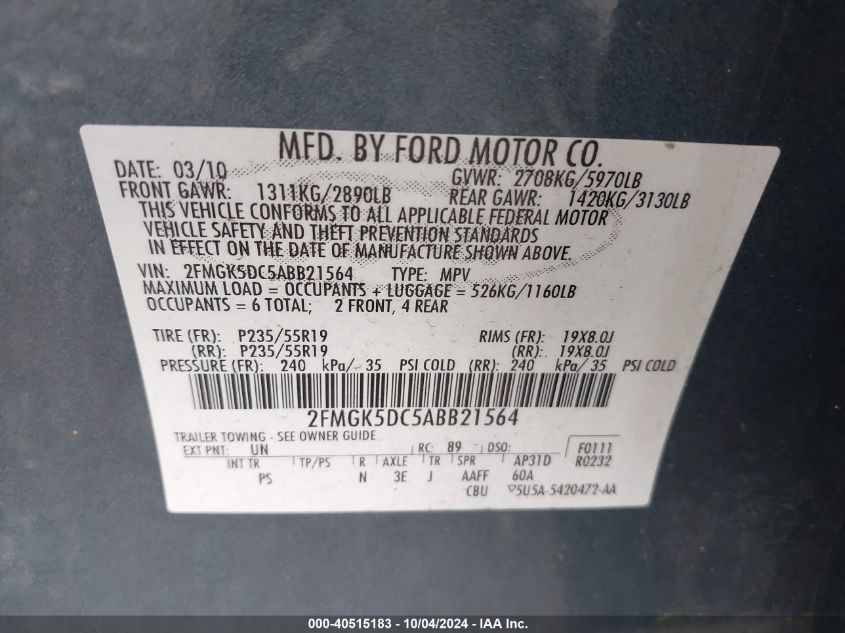 MFD. BY FORD MOTOR CO.
DATE: 03/10 GVWR: 2708KG/5970LB
FRONT GAWR: 1311KG/2890LB REAR GAWR: 1420KG/3130LB
THIS VEHICLE CONFORMS TO ALL APPLICABLE FEDERAL MOTOR
VEHICLE SAFETY AND THEFT PREVENTION STANDARDS
IN EFFECT ON THE DATE OF MANUFACTURE SHOWN ABOVE.
VIN: 2FMGK5DC5ABB21564 TYPE: MPV
MAXIMUM LOAD = OCCUPANTS + LUGGAGE = 526KG/1160LB
OCCUPANTS = 6 TOTAL; 2 FRONT, 4 REAR
TIRE (FR): P235/55R19 RIMS (FR): 19X8.0J
(RR): P235/55R19 (RR): 19X8.0J
PRESSURE (FR): 240 kPa/ 35 PSI COLD (RR): 240 kPa/ 35 PSI COLD
2FMGK5DC5ABB21564
TRAILER TOWING - SEE OWNER GUIDE
EXT PNT: UN RC: 89 DSO: F0111
INT TR TP/PS R AXLE TR SPR AP31D R0232
PS N 3E J AAFF 60A
CBU 5U5A-5420472-AA
000-40515183 - 10/04/2024 - IAA Inc.